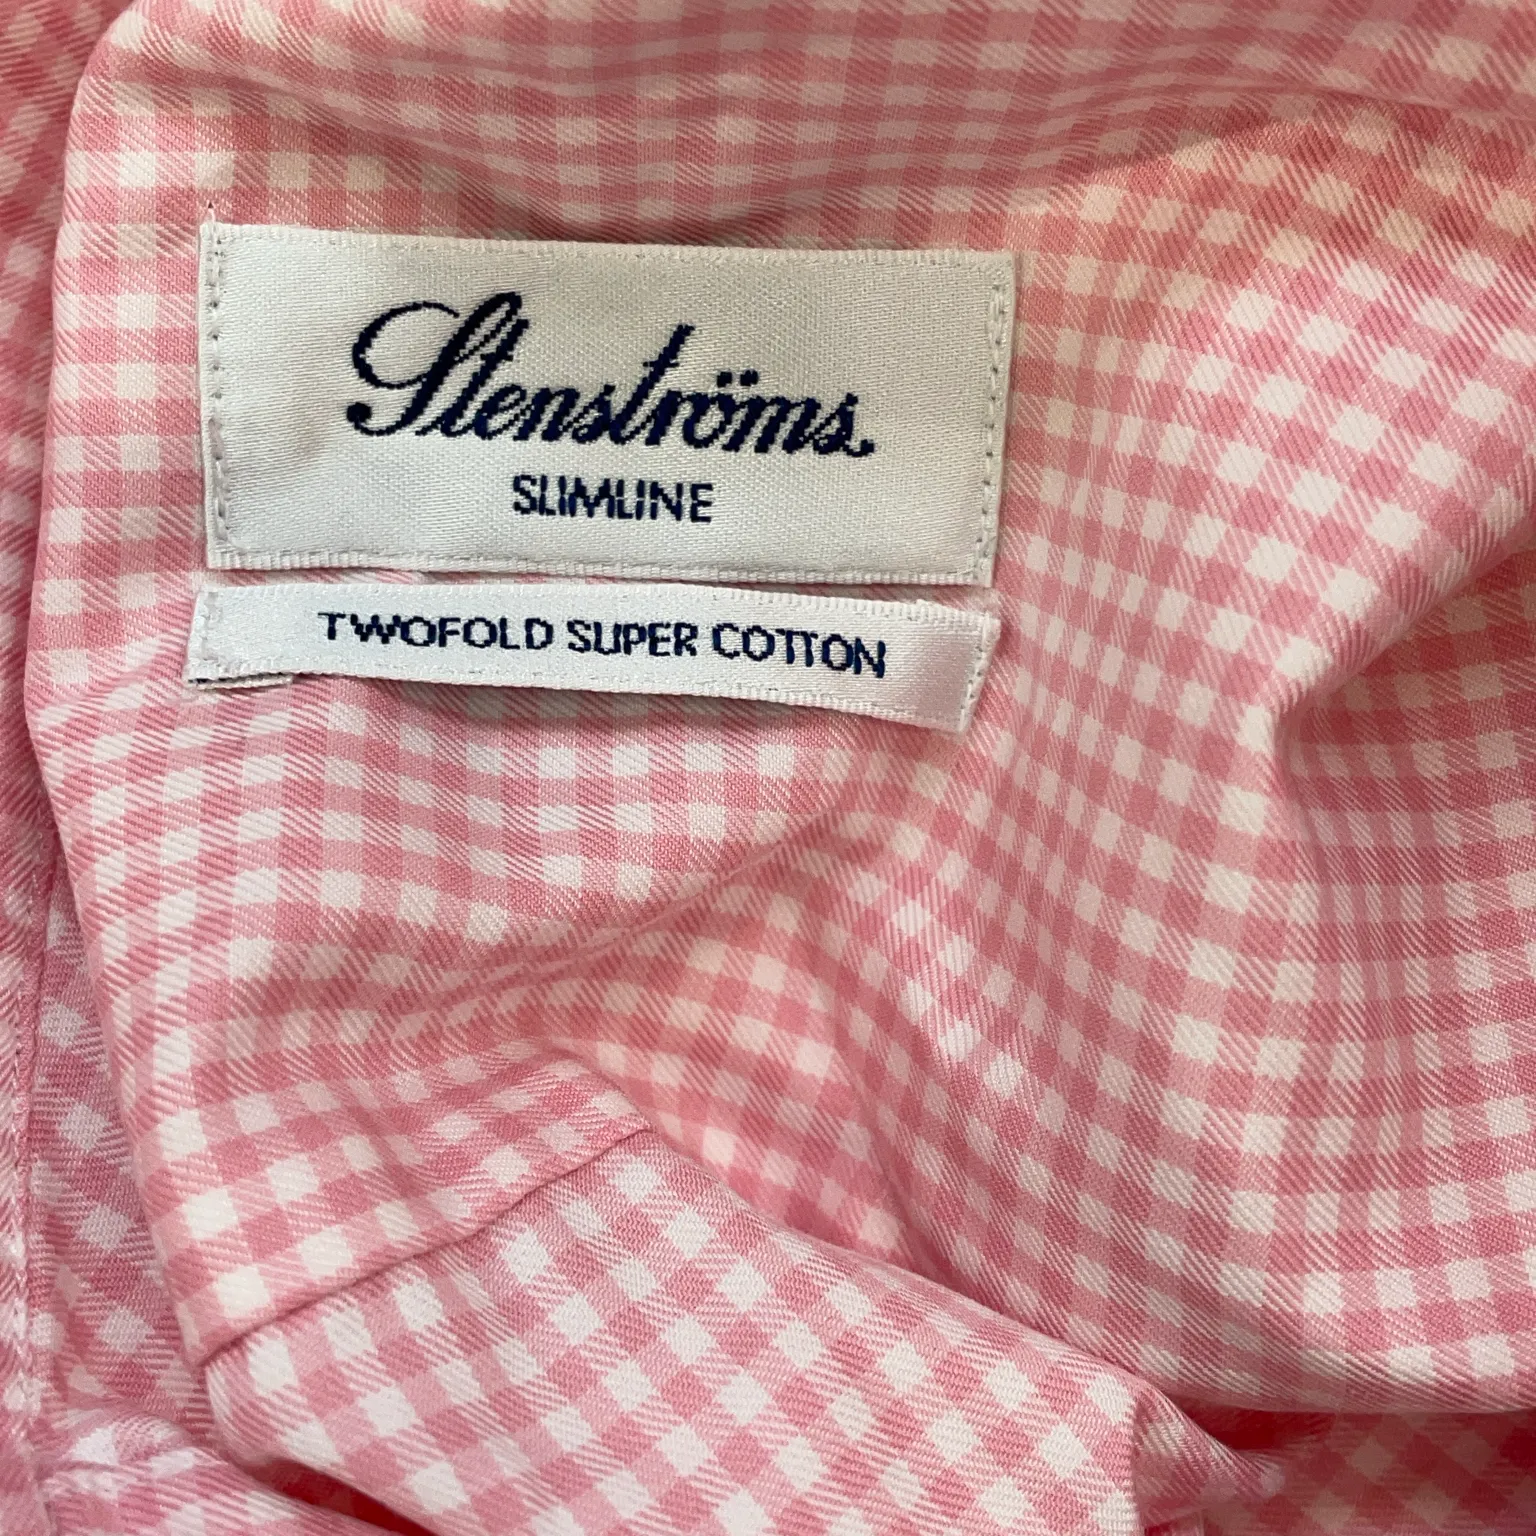 Stenströms
SLIMLINE
TWOFOLD SUPER COTTON